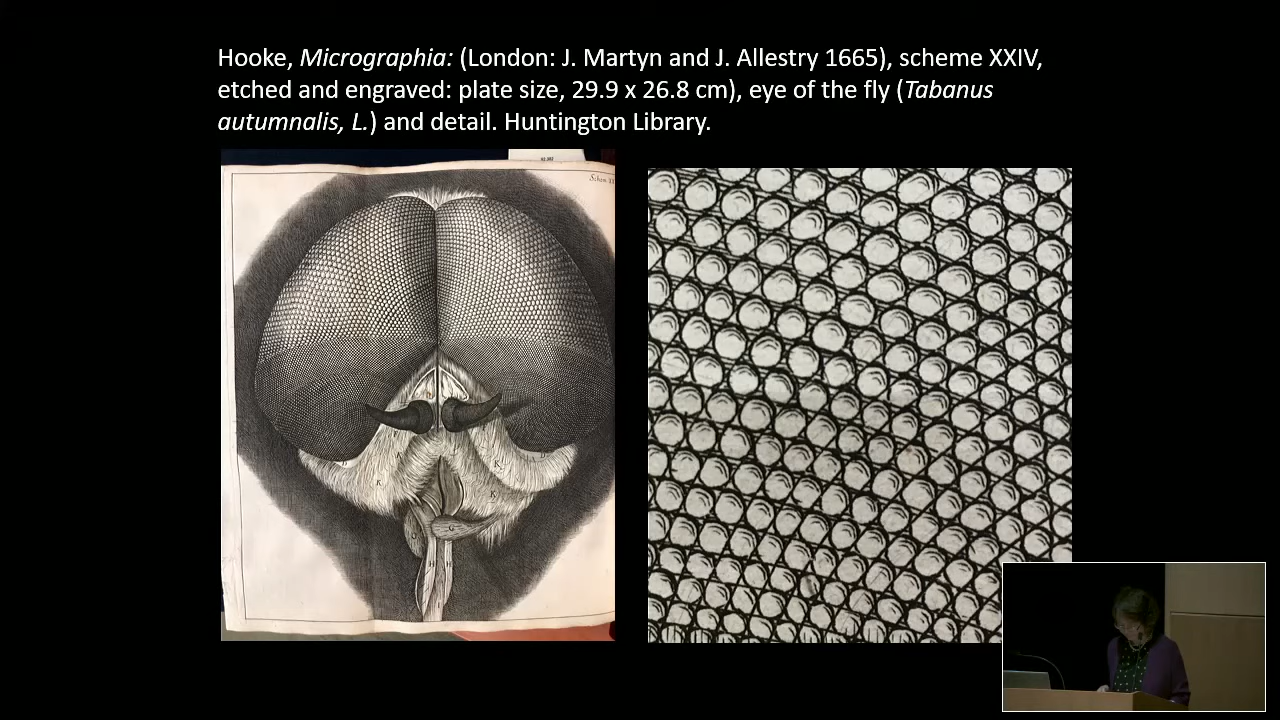 Hooke, Micrographia: (London: J. Martyn and J. Allestry 1665), scheme XXIV,
etched and engraved: plate size, 29.9 x 26.8 cm), eye of the fly (Tabanus
autumnalis, L.) and detail. Huntington Library.